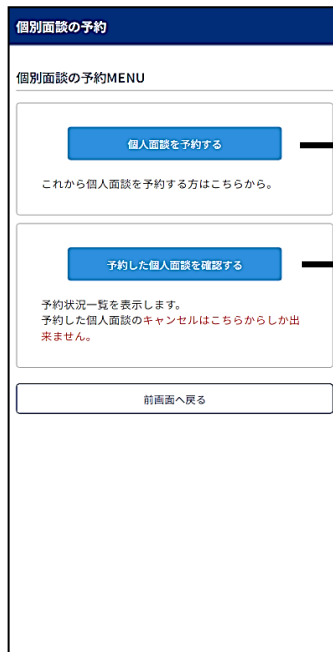 個別面談の予約
個別面談の予約MENU
個人面談を予約する
これから個人面談を予約する方はこちらから。
予約した個人面談を確認する
予約状況一覧を表示します。
予約した個人面談のキャンセルはこちらからしか出
来ません。
前画面へ戻る